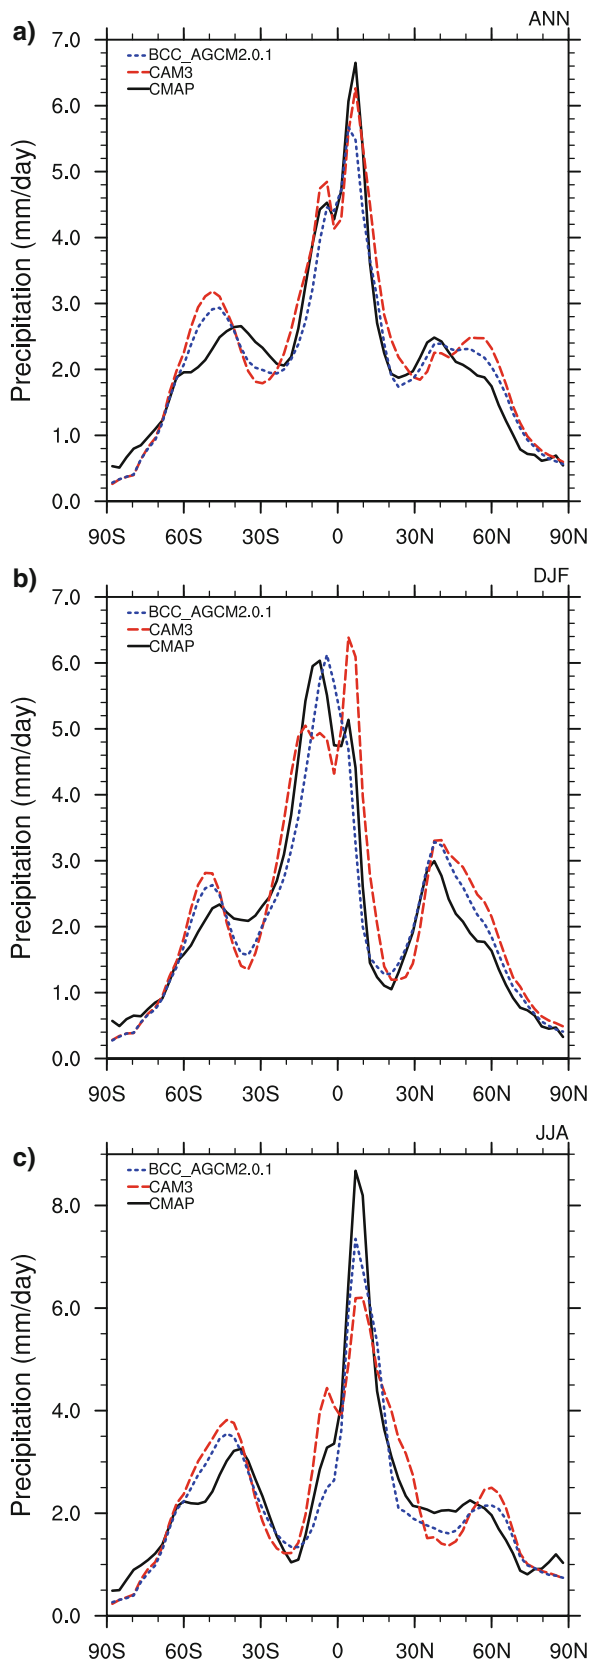 a)
ANN
7.0
BCC_AGCM2.0.1
CAM3
CMAP
6.0
5.0
4.0
3.0
2.0
1.0
0.0
Precipitation (mm/day)
90S 60S 30S 0 30N 60N 90N
b)
DJF
7.0
BCC_AGCM2.0.1
CAM3
CMAP
6.0
5.0
4.0
3.0
2.0
1.0
0.0
Precipitation (mm/day)
90S 60S 30S 0 30N 60N 90N
c)
JJA
BCC_AGCM2.0.1
CAM3
CMAP
8.0
6.0
4.0
2.0
0.0
Precipitation (mm/day)
90S 60S 30S 0 30N 60N 90N